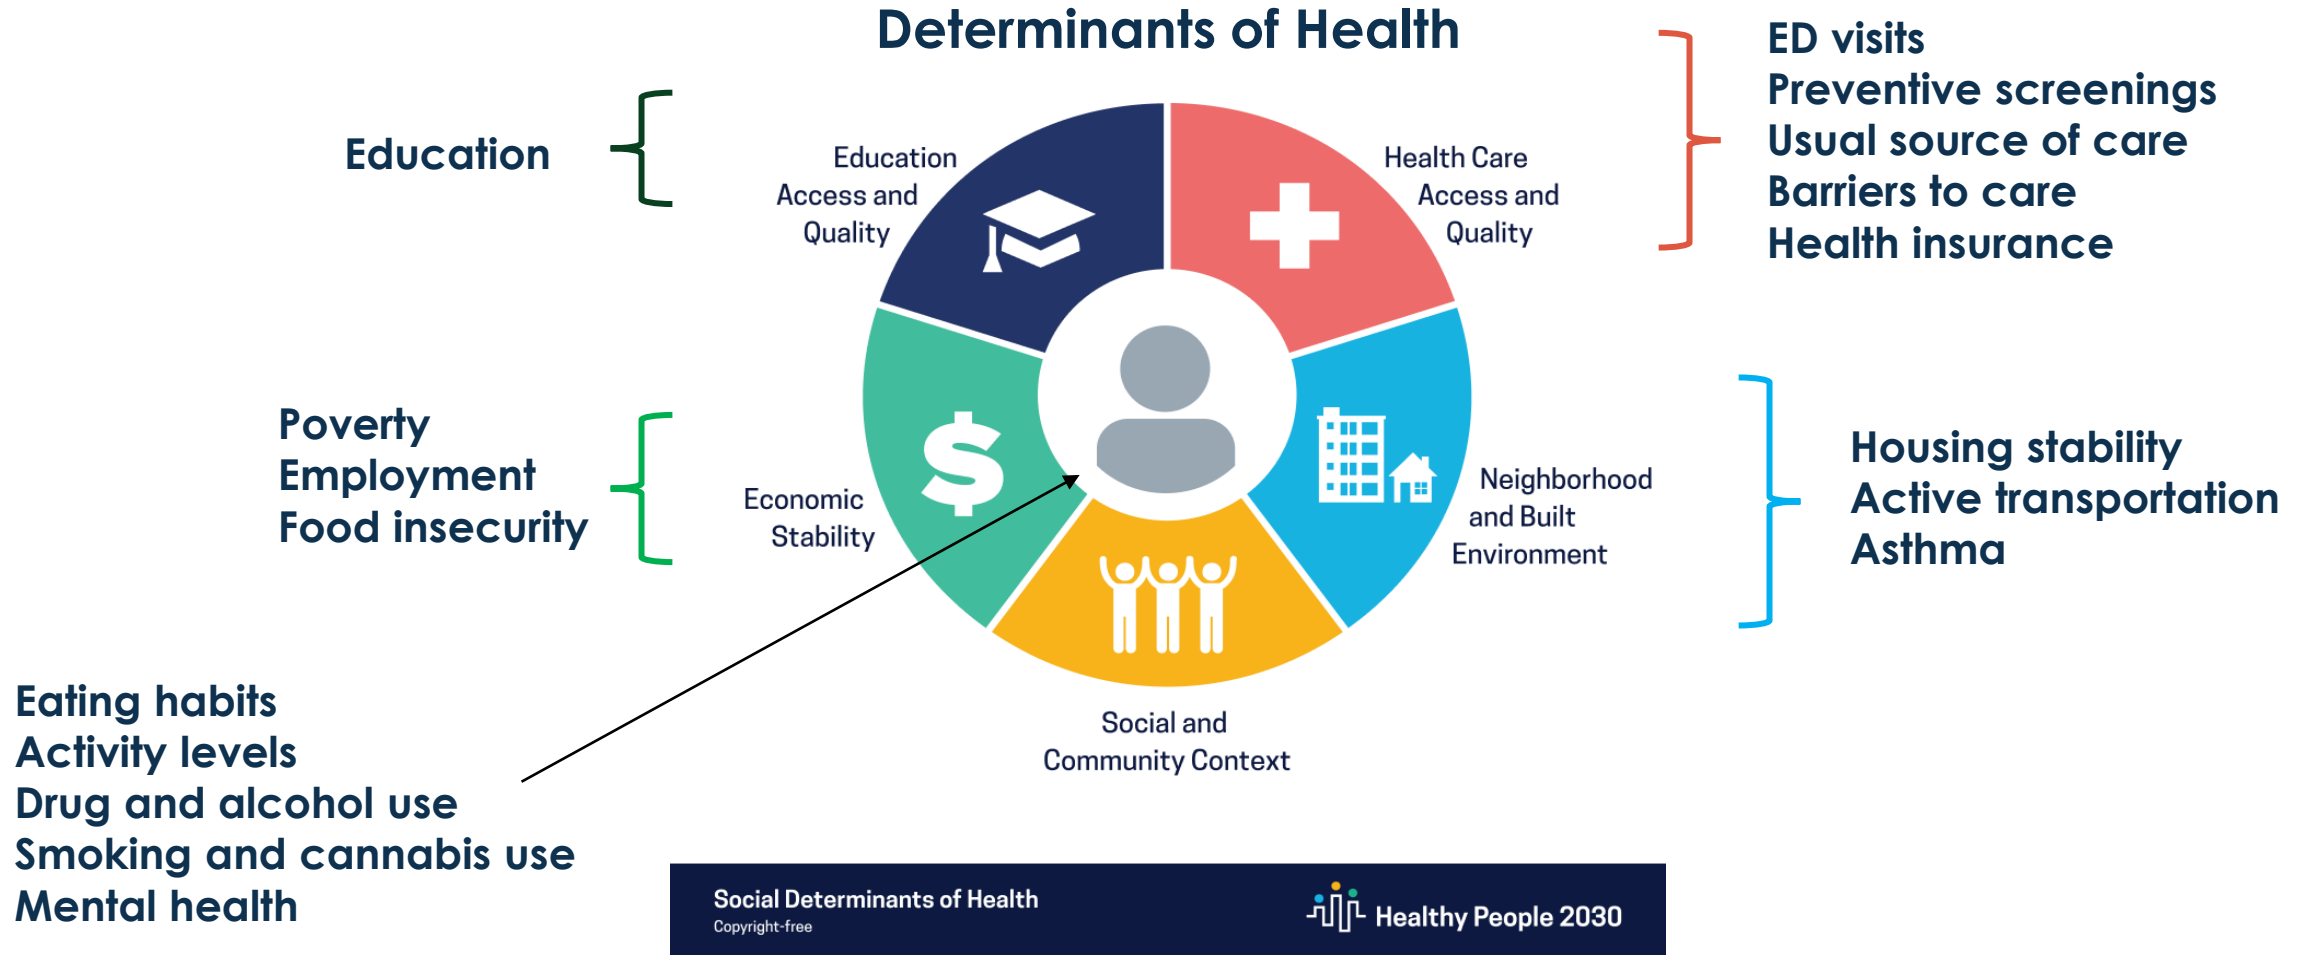 Determinants of Health
Education
Education
Access and
Quality
Health Care
Access and
Quality
ED visits
Preventive screenings
Usual source of care
Barriers to care
Health insurance
Poverty
Employment
Food insecurity
Economic
Stability
Neighborhood
and Built
Environment
Housing stability
Active transportation
Asthma
Eating habits
Activity levels
Drug and alcohol use
Smoking and cannabis use
Mental health
Social and
Community Context
Social Determinants of Health
Copyright-free
Healthy People 2030